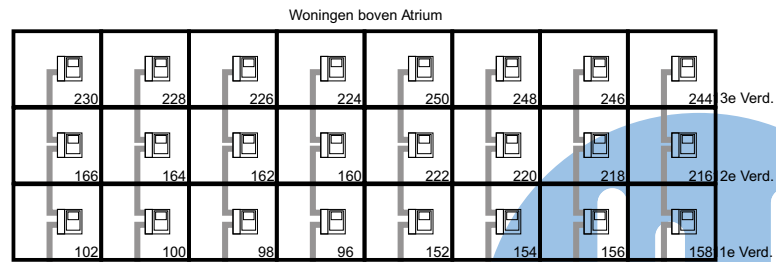 Woningen boven Atrium
230 228 226 224 250 248 246 244 3e Verd.
166 164 162 160 222 220 218 216 2e Verd.
102 100 98 96 152 154 156 158 1e Verd.